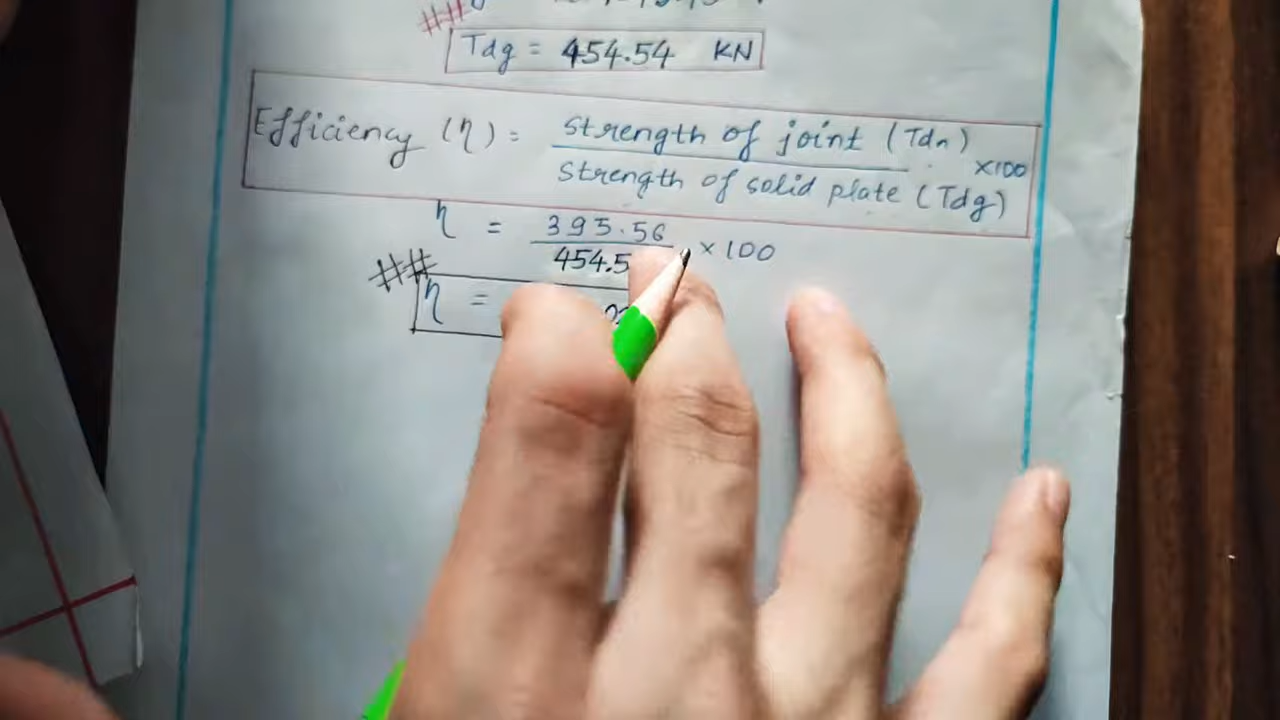 ##
Tdg = 454.54 KN
Efficiency (η) = Strength of joint (Tdn) / Strength of solid plate (Tdg) ×100
η = 395.56 / 454.5 ×100
##
η =